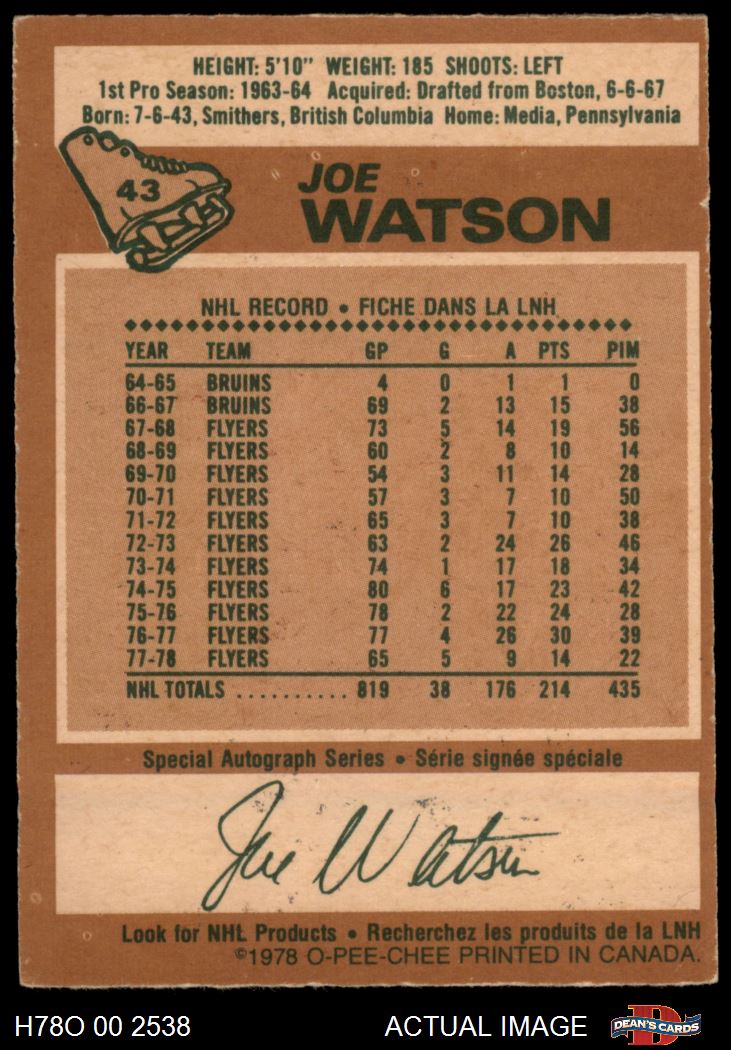 HEIGHT: 5'10" WEIGHT: 185 SHOOTS: LEFT
1st Pro Season: 1963-64 Acquired: Drafted from Boston, 6-6-67
Born: 7-6-43, Smithers, British Columbia Home: Media, Pennsylvania
43
JOE
WATSON
NHL RECORD • FICHE DANS LA LNH
YEAR TEAM GP G A PTS PIM
64-65 BRUINS 4 0 1 1 0
66-67 BRUINS 69 2 13 15 38
67-68 FLYERS 73 5 14 19 56
68-69 FLYERS 60 2 8 10 14
69-70 FLYERS 54 3 11 14 28
70-71 FLYERS 57 3 7 10 50
71-72 FLYERS 65 3 7 10 38
72-73 FLYERS 63 2 24 26 46
73-74 FLYERS 74 1 17 18 34
74-75 FLYERS 80 6 17 23 42
75-76 FLYERS 78 2 22 24 28
76-77 FLYERS 77 4 26 30 39
77-78 FLYERS 65 5 9 14 22
NHL TOTALS .......... 819 38 176 214 435
Special Autograph Series • Série signée spéciale
Joe Watson
Look for NHL Products • Recherchez les produits de la LNH
©1978 O-PEE-CHEE PRINTED IN CANADA.
H78O 00 2538 ACTUAL IMAGE D DEAN'S CARDS